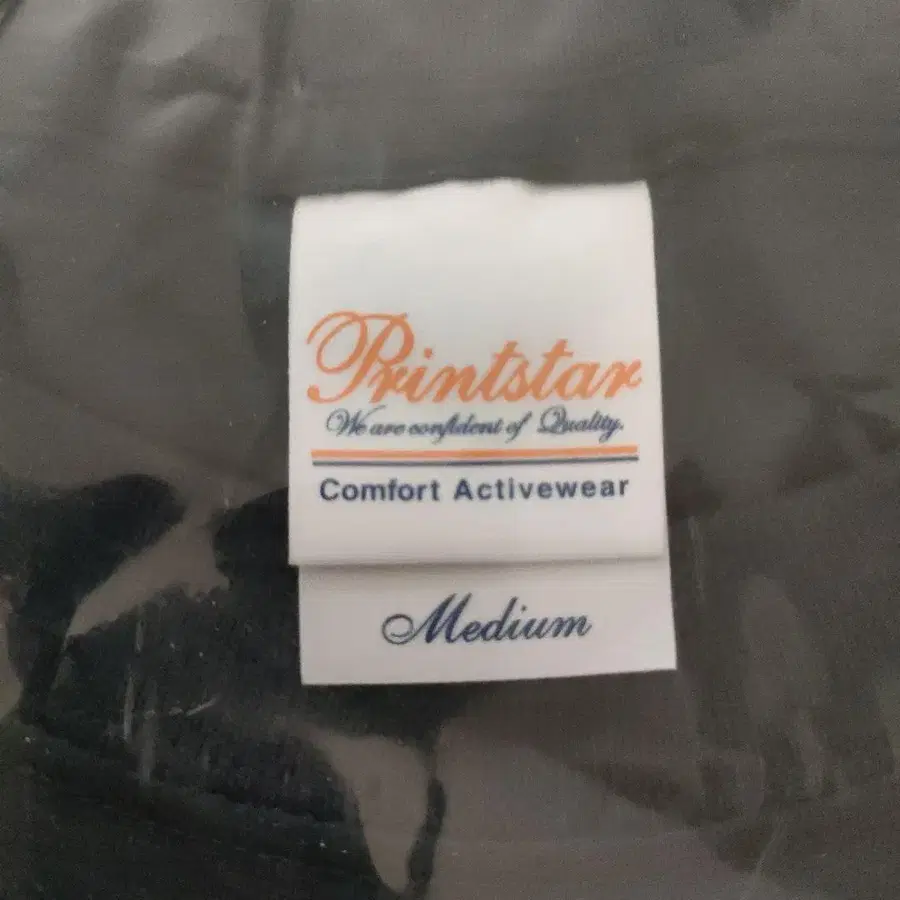 Printstar
We are confident of Quality.
Comfort Activewear
Medium